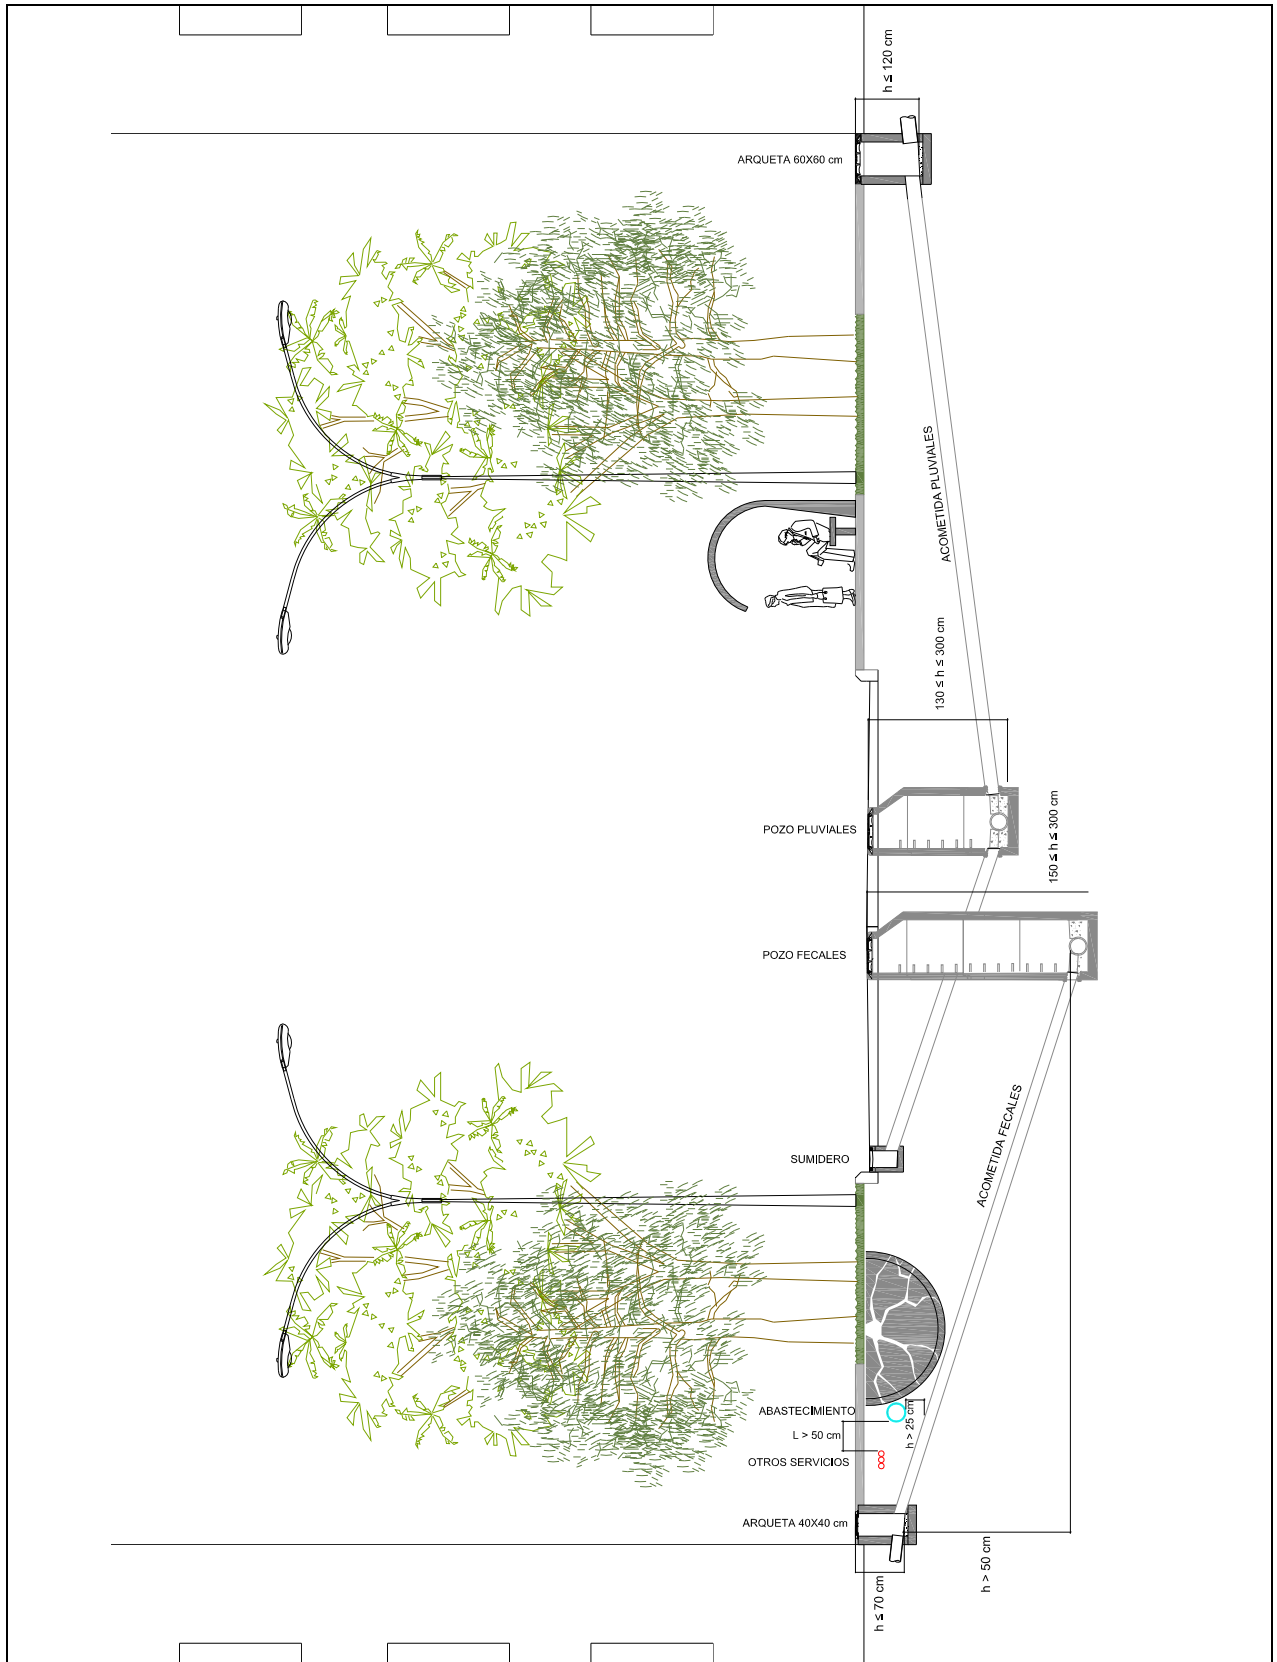 h ≤ 120 cm
ARQUETA 60X60 cm
ACOMETIDA PLUVIALES
130 ≤ h ≤ 300 cm
POZO PLUVIALES
150 ≤ h ≤ 300 cm
POZO FECALES
ACOMETIDA FECALES
SUMIDERO
ABASTECIMIENTO
L > 50 cm
h > 25 cm
OTROS SERVICIOS
ARQUETA 40X40 cm
h > 50 cm
h ≤ 70 cm